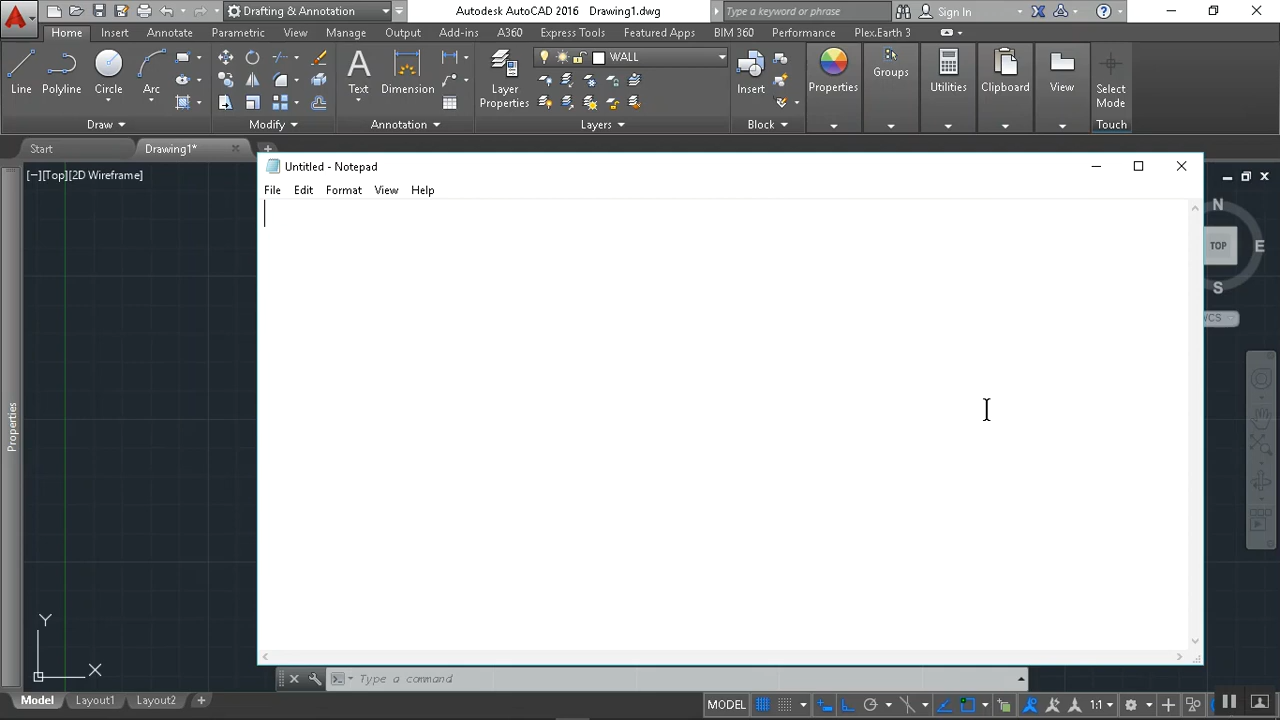 Drafting & Annotation
Autodesk AutoCAD 2016 Drawing1.dwg
Type a keyword or phrase
Sign In
Home Insert Annotate Parametric View Manage Output Add-ins A360 Express Tools Featured Apps BIM 360 Performance Plex.Earth 3
WALL
Line Polyline Circle Arc Text Dimension Layer Properties Insert Properties Groups Utilities Clipboard View Select Mode
Draw Modify Annotation Layers Block Touch
Start Drawing1*
[−][Top][2D Wireframe]
Untitled - Notepad
File Edit Format View Help
N
TOP E
S
WCS
Properties
Y
X
Type a command
Model Layout1 Layout2 +
MODEL 1:1